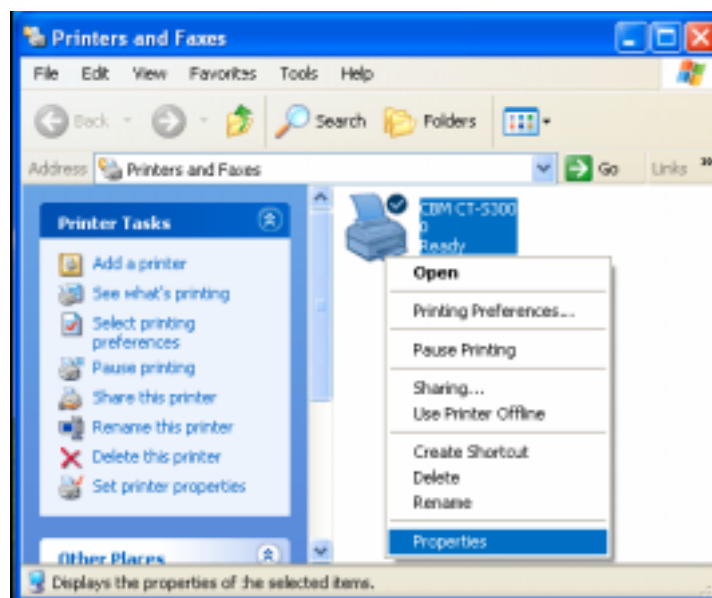 Printers and Faxes
File Edit View Favorites Tools Help
Back Search Folders
Address Printers and Faxes Go Links
Printer Tasks
Add a printer
See what's printing
Select printing
preferences
Pause printing
Share this printer
Rename this printer
Delete this printer
Set printer properties
Other Places
CBM CT-S300
0
Ready
Open
Printing Preferences...
Pause Printing
Sharing...
Use Printer Offline
Create Shortcut
Delete
Rename
Properties
Displays the properties of the selected items.